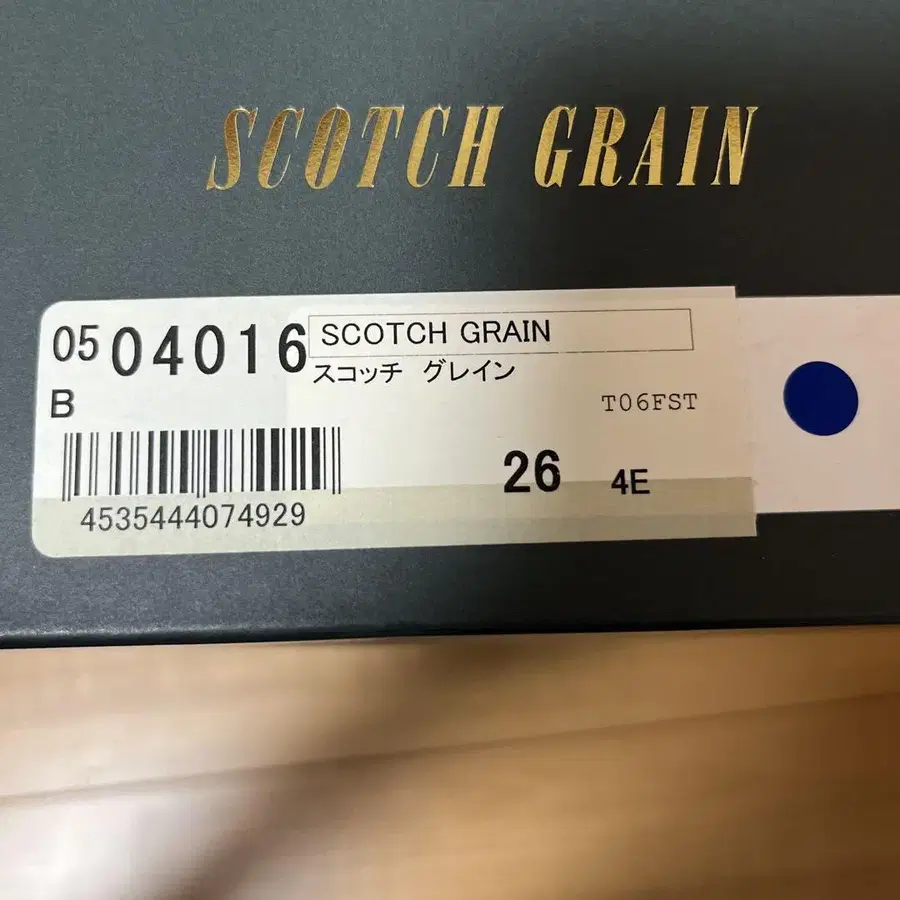 SCOTCH GRAIN
05 04016
B
SCOTCH GRAIN
スコッチ グレイン
T06FST
26 4E
4535444074929